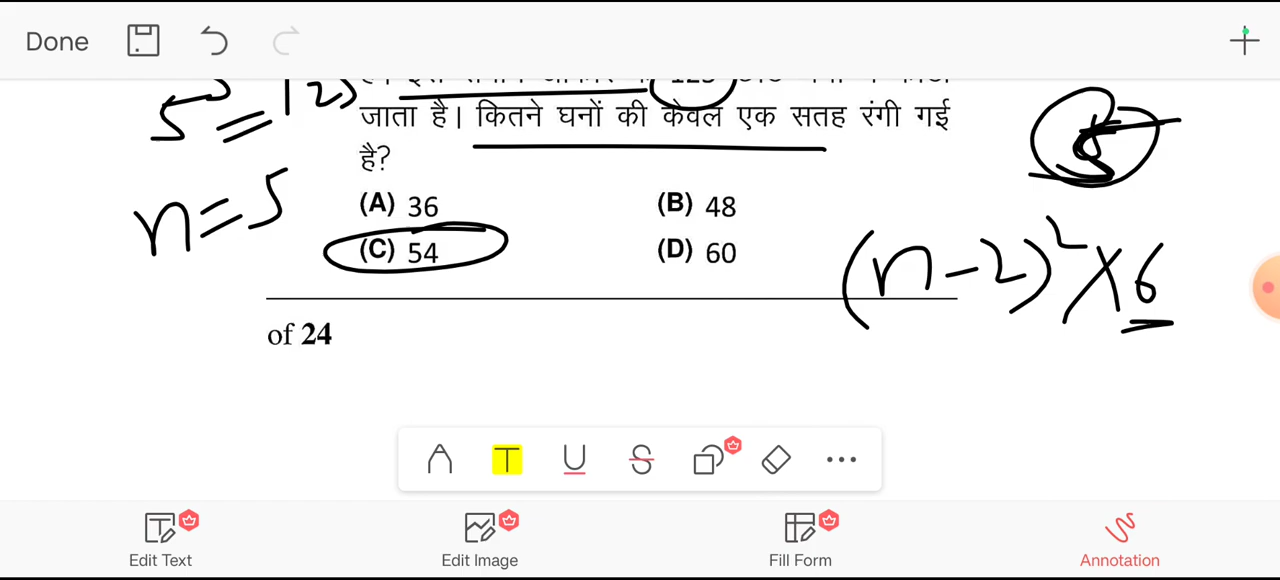 Done
5³ = 125
जाता है। कितने घनों की केवल एक सतह रंगी गई
है?
n = 5
(A) 36 (B) 48
(C) 54 (D) 60
(n-2)² × 6
of 24
Edit Text Edit Image Fill Form Annotation